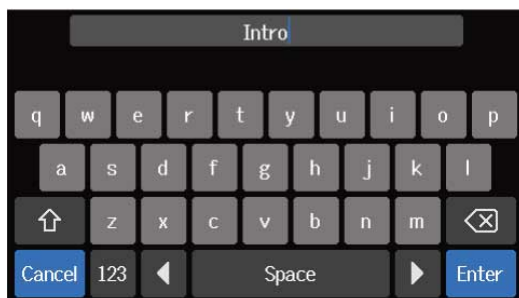 Intro
q w e r t y u i o p
a s d f g h j k l
z x c v b n m
Cancel 123 Space Enter